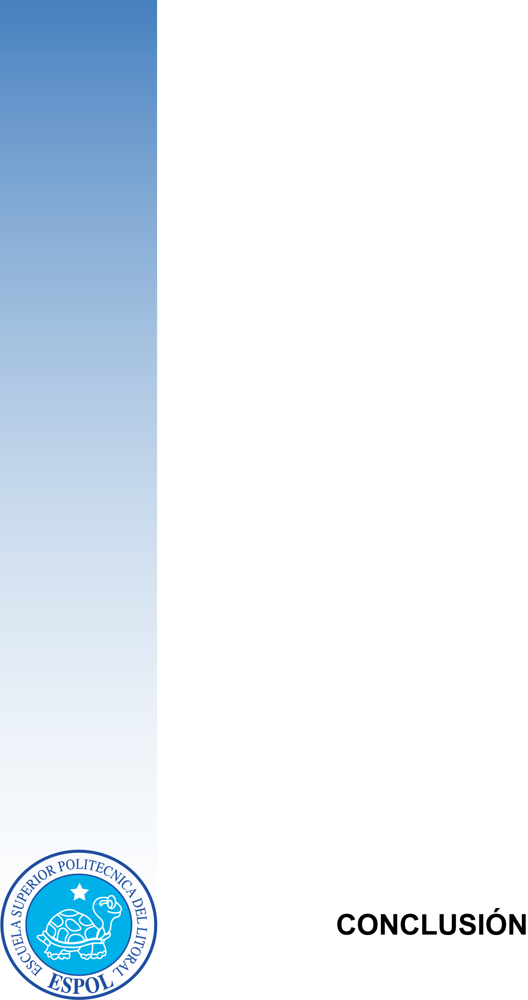 ESCUELA SUPERIOR POLITECNICA DEL LITORAL
ESPOL
CONCLUSIÓN